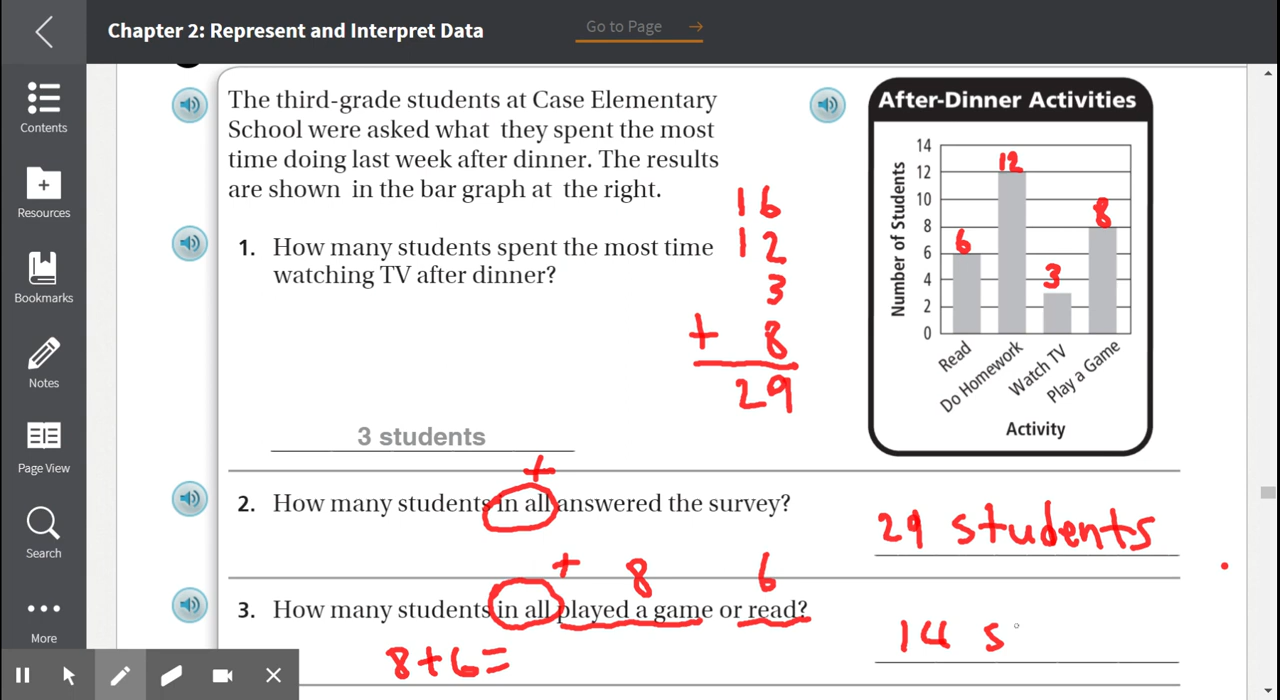 Chapter 2: Represent and Interpret Data
Go to Page →
Contents
Resources
Bookmarks
Notes
Page View
Search
More
The third-grade students at Case Elementary
School were asked what they spent the most
time doing last week after dinner. The results
are shown in the bar graph at the right.
1. How many students spent the most time
watching TV after dinner?
3 students
16
12
3
+ 8
29
After-Dinner Activities
Number of Students
14
12
10
8
6
4
2
0
6
12
3
8
Read
Do Homework
Watch TV
Play a Game
Activity
+
2. How many students in all answered the survey?
29 students
+ 8 6
3. How many students in all played a game or read?
14 s
8+6=